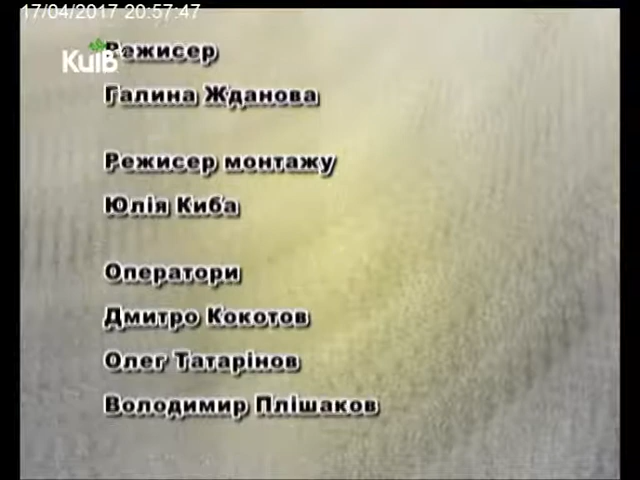 17/04/2017 20:57:47
Київ
Режисер
Галина Жданова
Режисер монтажу
Юлія Киба
Оператори
Дмитро Кокотов
Олег Татарінов
Володимир Плішаков